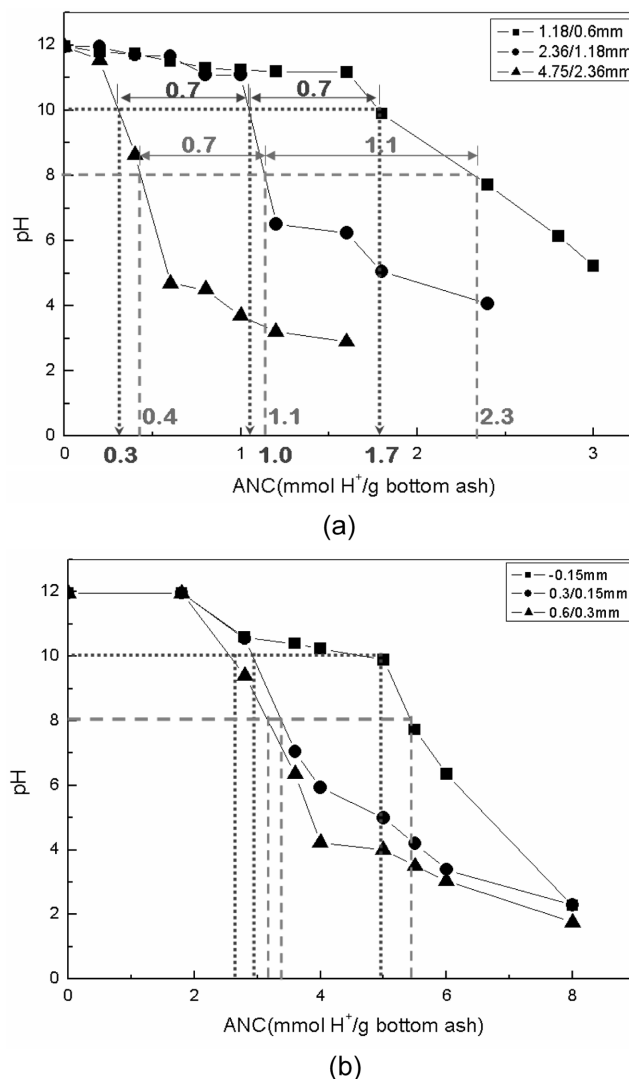 (a)
12
10
8
6
4
2
0
pH
1.18/0.6mm
2.36/1.18mm
4.75/2.36mm
0.7
0.7
0.7
1.1
0.4
1.1
2.3
0
1
2
3
0.3
1.0
1.7
ANC(mmol H⁺/g bottom ash)
(a)
12
10
8
6
4
2
0
pH
-0.15mm
0.3/0.15mm
0.6/0.3mm
0
2
4
6
8
ANC(mmol H⁺/g bottom ash)
(b)